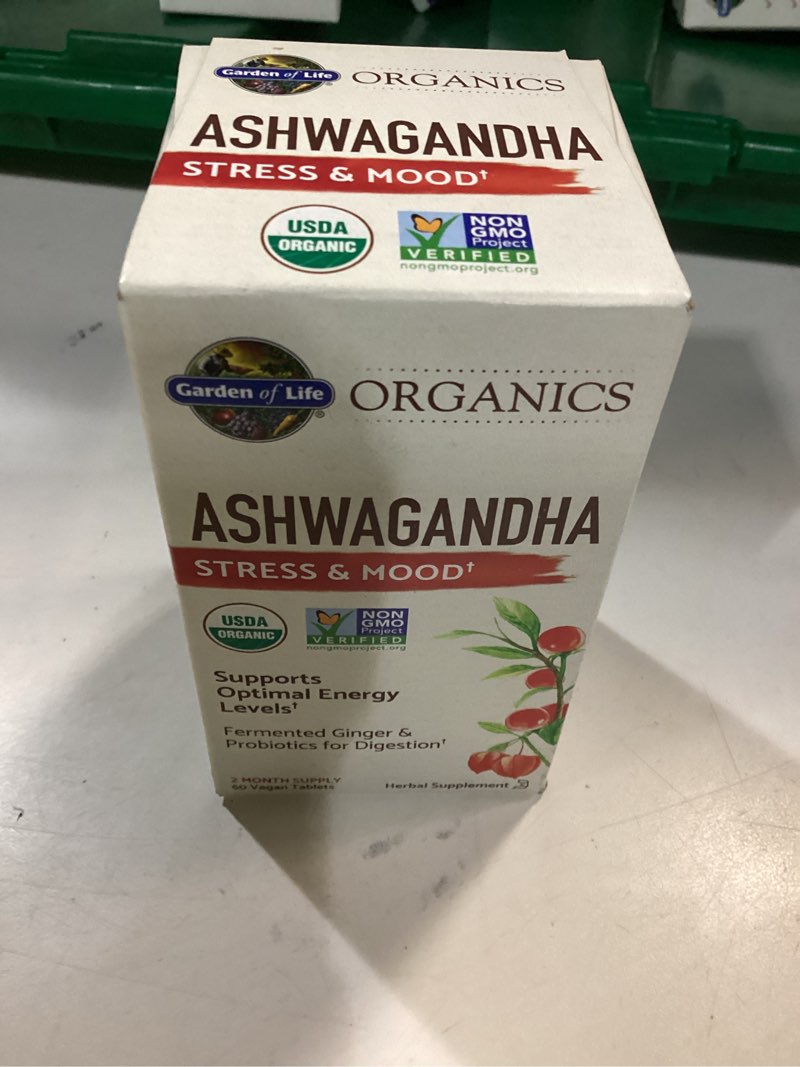 Garden of Life® ORGANICS
ASHWAGANDHA
STRESS & MOOD†
USDA
ORGANIC
NON
GMO
Project
VERIFIED
nongmoproject.org
Garden of Life® ORGANICS
ASHWAGANDHA
STRESS & MOOD†
USDA
ORGANIC
NON
GMO
Project
VERIFIED
nongmoproject.org
Supports
Optimal Energy
Levels†
Fermented Ginger &
Probiotics for Digestion†
2 MONTH SUPPLY
60 Vegan Tablets
Herbal Supplement